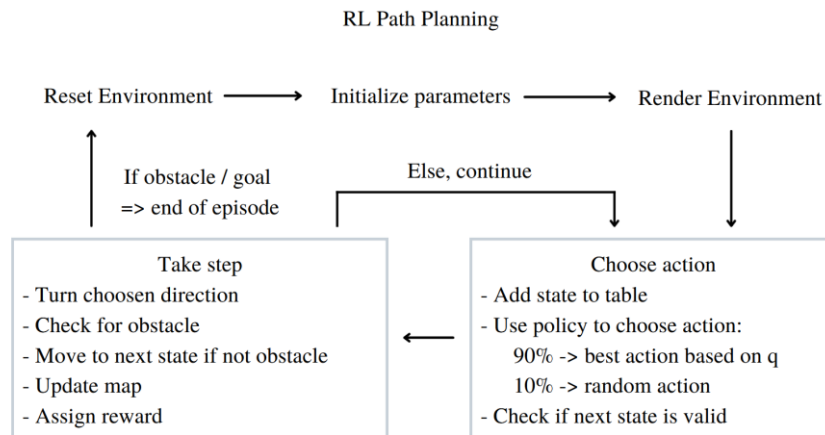 RL Path Planning
Reset Environment
Initialize parameters
Render Environment
If obstacle / goal
=> end of episode
Else, continue
Take step
- Turn choosen direction
- Check for obstacle
- Move to next state if not obstacle
- Update map
- Assign reward
Choose action
- Add state to table
- Use policy to choose action:
90% -> best action based on q
10% -> random action
- Check if next state is valid